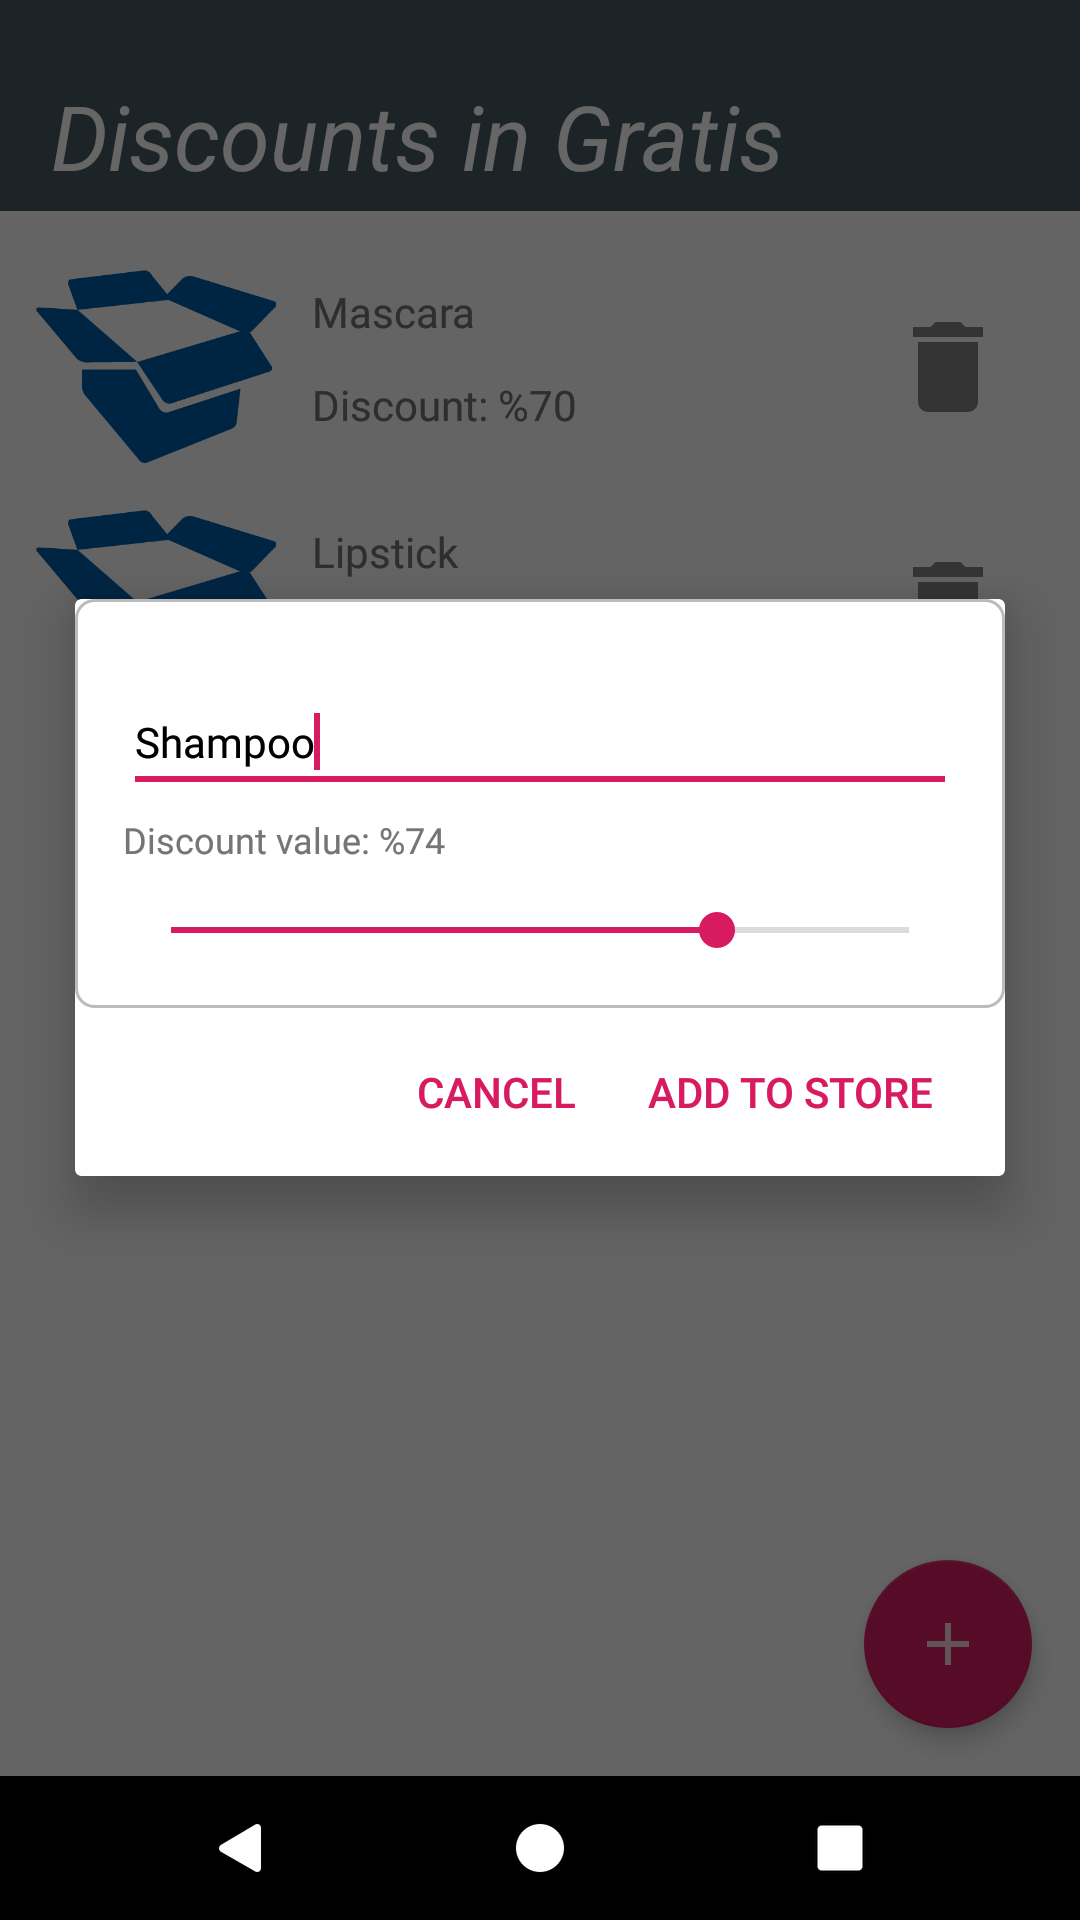 Discounts in Gratis
Mascara
Discount: %70
Lipstick
Shampoo
Discount value: %74
CANCEL ADD TO STORE